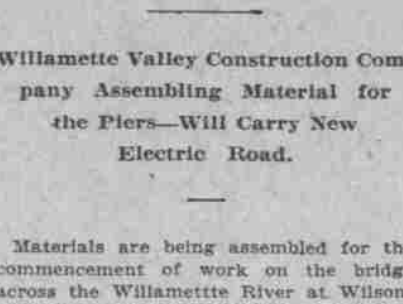 Willamette Valley Construction Com
pany Assembling Material for
the Piers—Will Carry New
Electric Road.
Materials are being assembled for th
commencement of work on the bridg
across the Willamettte River at Wilson